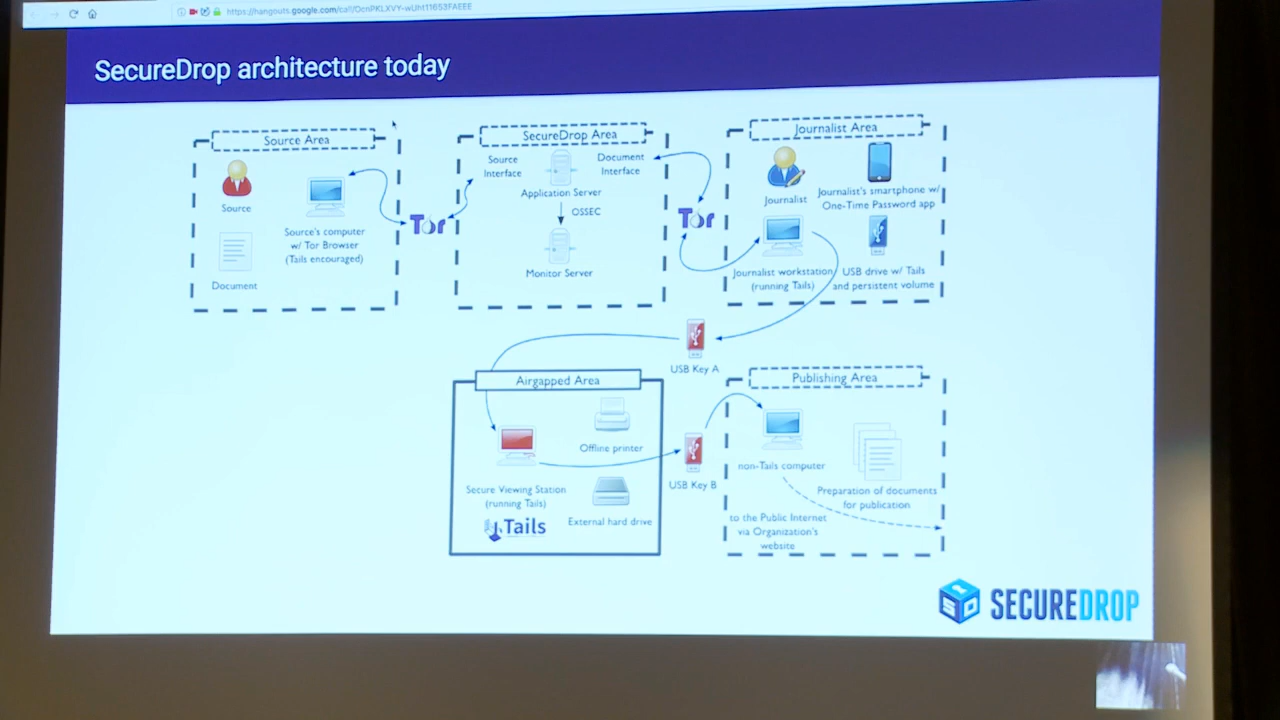 https://hangouts.google.com/call/
SecureDrop architecture today
Source Area
Source
Source's computer
w/ Tor Browser
(Tails encouraged)
Document
Tor
SecureDrop Area
Source
Interface
Document
Interface
Application Server
OSSEC
Monitor Server
Tor
Journalist Area
Journalist
Journalist's smartphone w/
One-Time Password app
Journalist workstation
(running Tails)
USB drive w/ Tails
and persistent volume
USB Key A
Airgapped Area
Offline printer
Secure Viewing Station
(running Tails)
Tails
External hard drive
USB Key B
Publishing Area
non-Tails computer
Preparation of documents
for publication
to the Public Internet
via Organization's
website
SECUREDROP